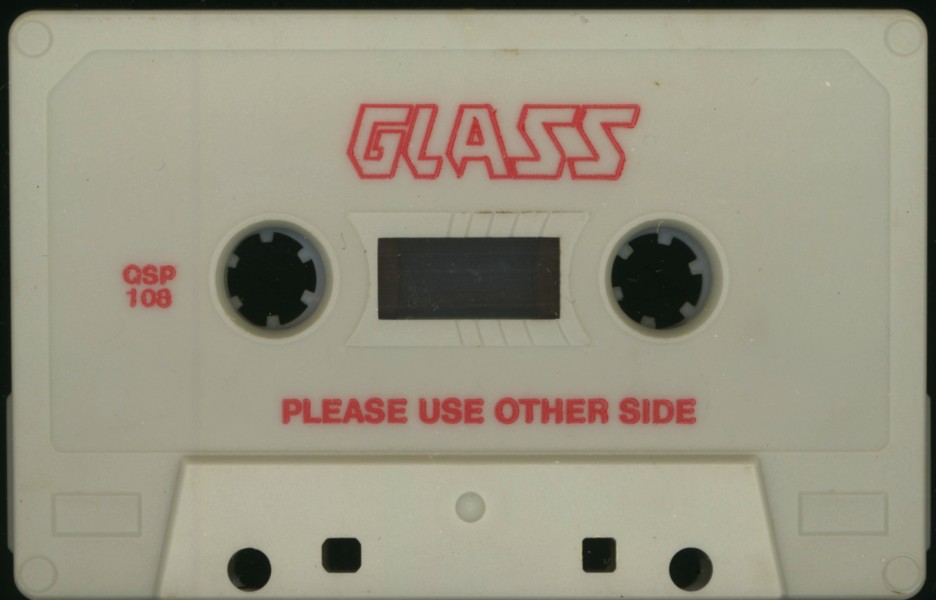 GLASS
QSP
108
PLEASE USE OTHER SIDE